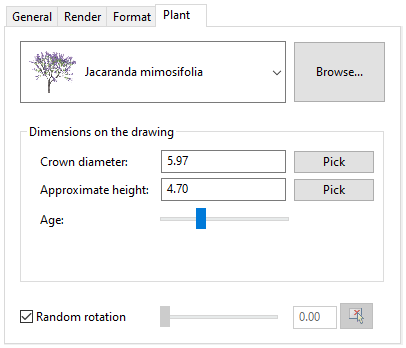 General Render Format Plant
Jacaranda mimosifolia Browse...
Dimensions on the drawing
Crown diameter: 5.97 Pick
Approximate height: 4.70 Pick
Age:
Random rotation 0.00